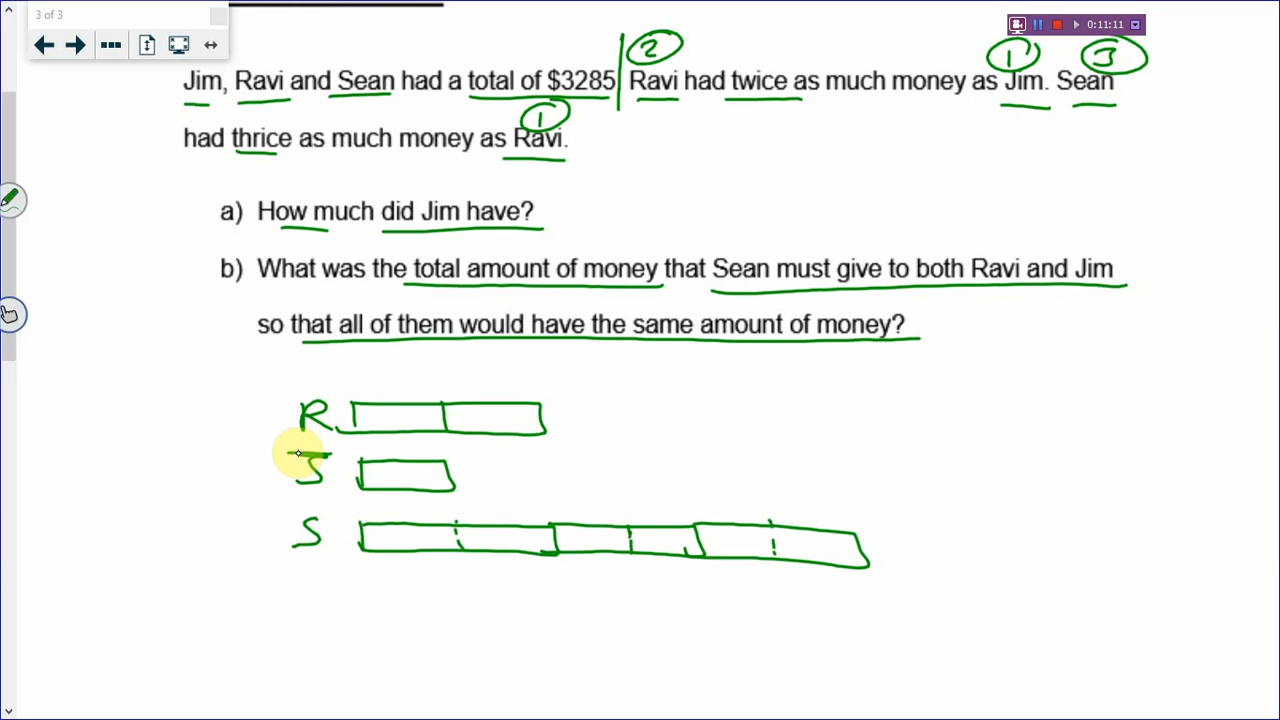 3 of 3
0:11:11
2 1 3
Jim, Ravi and Sean had a total of $3285 Ravi had twice as much money as Jim. Sean
1
had thrice as much money as Ravi.
a) How much did Jim have?
b) What was the total amount of money that Sean must give to both Ravi and Jim
so that all of them would have the same amount of money?
R
J
S